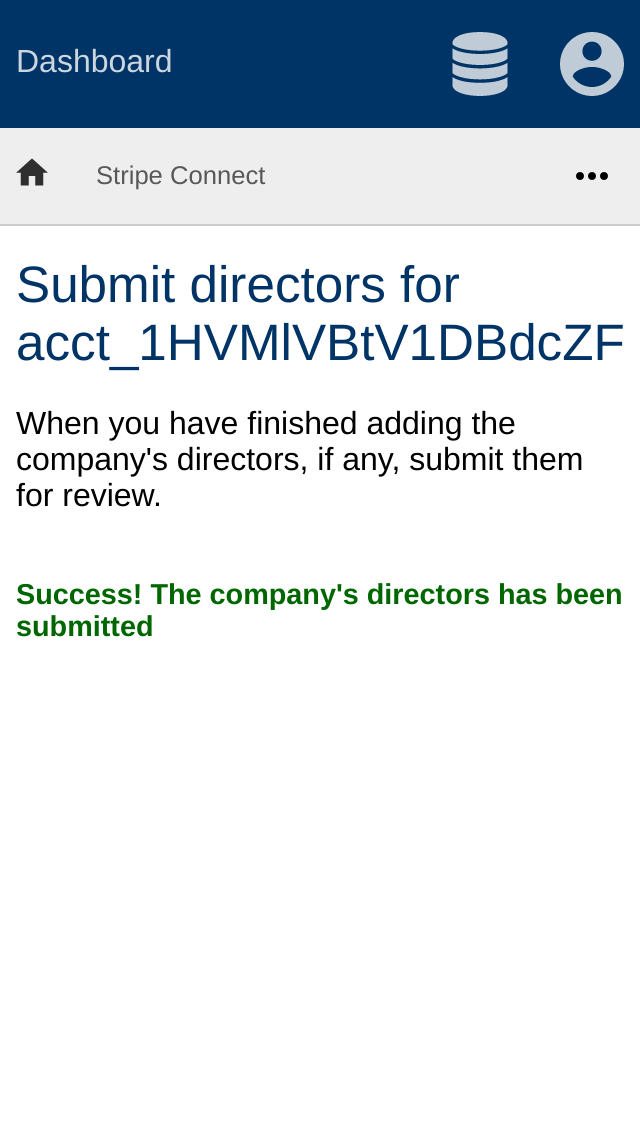 Dashboard
Stripe Connect
Submit directors for
acct_1HVMlVBtV1DBdcZF
When you have finished adding the
company's directors, if any, submit them
for review.
Success! The company's directors has been
submitted